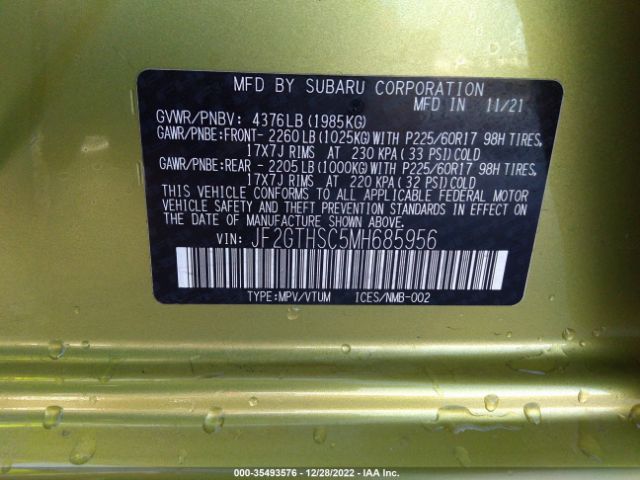 MFD BY SUBARU CORPORATION
MFD IN 11/21
GVWR/PNBV: 4376LB(1985KG)
GAWR/PNBE:FRONT- 2260LB(1025KG)WITH P225/60R17 98H TIRES,
17X7J RIMS AT 230 KPA(33 PSI)COLD
GAWR/PNBE:REAR - 2205LB(1000KG)WITH P225/60R17 98H TIRES,
17X7J RIMS AT 220 KPA(32 PSI)COLD
THIS VEHICLE CONFORMS TO ALL APPLICABLE FEDERAL MOTOR
VEHICLE SAFETY AND THEFT PREVENTION STANDARDS IN EFFECT ON
THE DATE OF MANUFACTURE SHOWN ABOVE.
VIN: JF2GTHSC5MH685956
TYPE:MPV/VTUM ICES/NMB-002
000-35493576 - 12/28/2022 - IAA Inc.